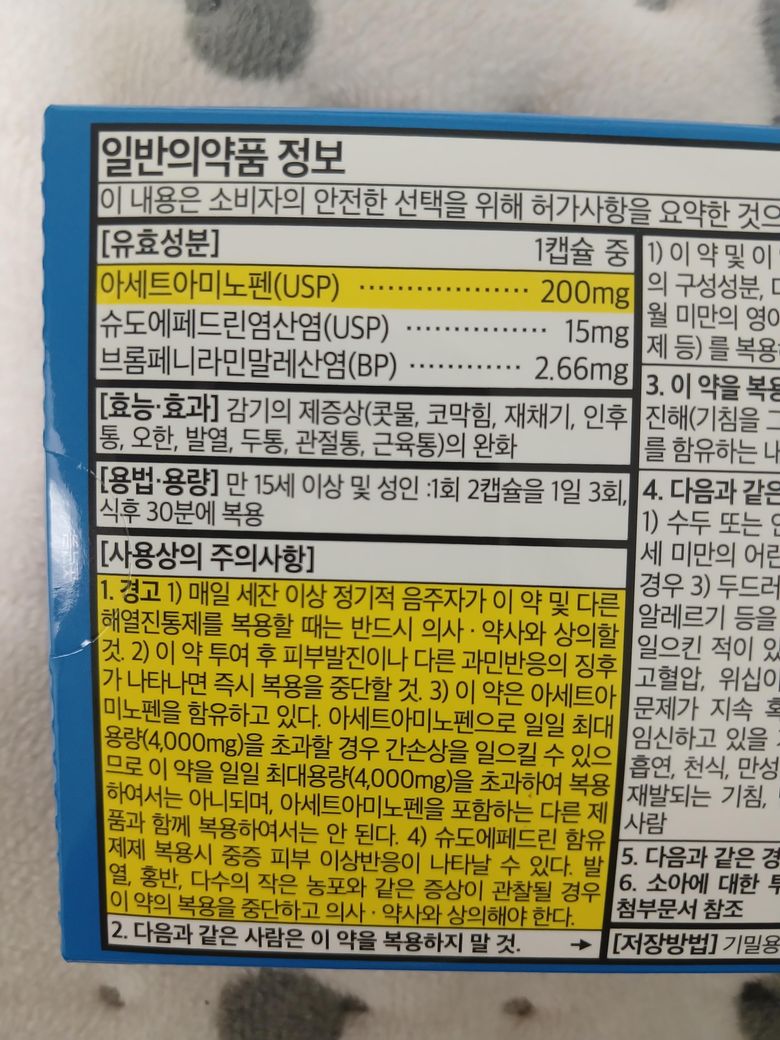 일반의약품 정보
이 내용은 소비자의 안전한 선택을 위해 허가사항을 요약한 것으
[유효성분] 1캡슐 중
아세트아미노펜(USP) ·················· 200mg
슈도에페드린염산염(USP) ··············· 15mg
브롬페니라민말레산염(BP) ············ 2.66mg
[효능·효과] 감기의 제증상(콧물, 코막힘, 재채기, 인후
통, 오한, 발열, 두통, 관절통, 근육통)의 완화
[용법·용량] 만 15세 이상 및 성인 :1회 2캡슐을 1일 3회,
식후 30분에 복용
[사용상의 주의사항]
1. 경고 1) 매일 세잔 이상 정기적 음주자가 이 약 및 다른
해열진통제를 복용할 때는 반드시 의사·약사와 상의할
것. 2) 이 약 투여 후 피부발진이나 다른 과민반응의 징후
가 나타나면 즉시 복용을 중단할 것. 3) 이 약은 아세트아
미노펜을 함유하고 있다. 아세트아미노펜으로 일일 최대
용량(4,000mg)을 초과할 경우 간손상을 일으킬 수 있으
므로 이 약을 일일 최대용량(4,000mg)을 초과하여 복용
하여서는 아니되며, 아세트아미노펜을 포함하는 다른 제
품과 함께 복용하여서는 안 된다. 4) 슈도에페드린 함유
제제 복용시 중증 피부 이상반응이 나타날 수 있다. 발
열, 홍반, 다수의 작은 농포와 같은 증상이 관찰될 경우
이 약의 복용을 중단하고 의사·약사와 상의해야 한다.
2. 다음과 같은 사람은 이 약을 복용하지 말 것. →
1) 이 약 및 이
의 구성성분,
월 미만의 영아
제 등) 를 복용
3. 이 약을 복용
진해(기침을
를 함유하는 내
4. 다음과 같은
1) 수두 또는
세 미만의 어린
경우 3) 두드러
알레르기 등을
일으킨 적이 있
고혈압, 위십이
문제가 지속
임신하고 있을
흡연, 천식, 만성
재발되는 기침,
사람
5. 다음과 같은 경
6. 소아에 대한 투
첨부문서 참조
[저장방법] 기밀용